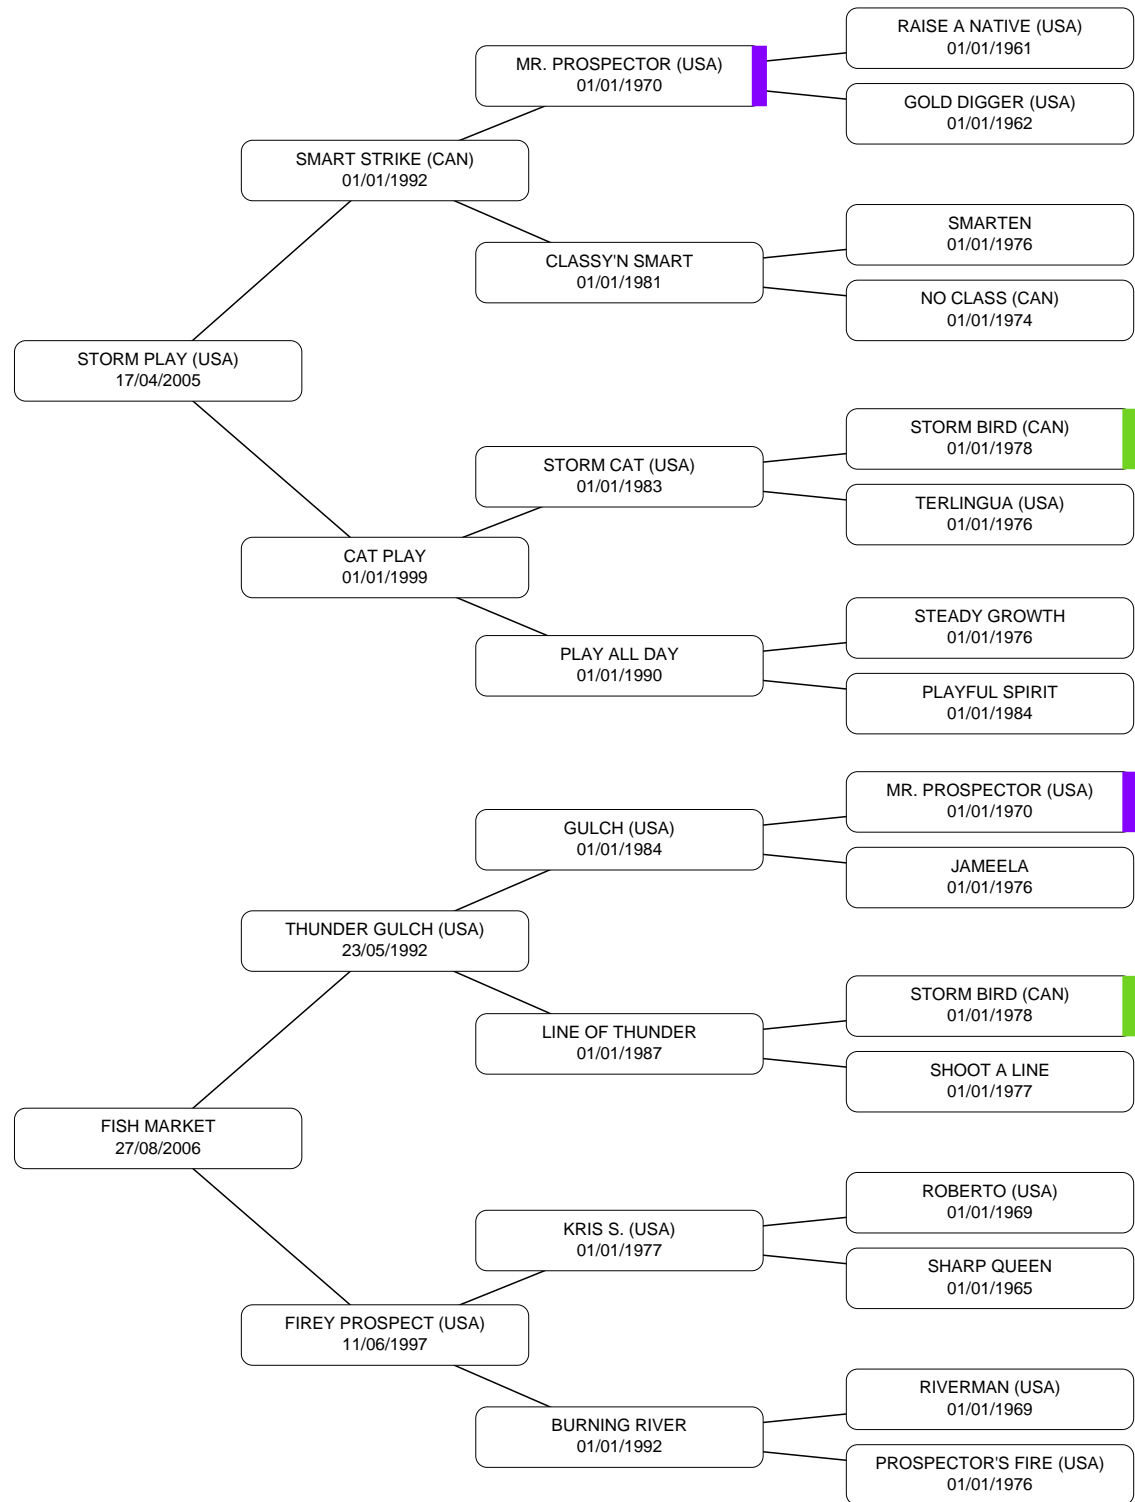 RAISE A NATIVE (USA)
01/01/1961
MR. PROSPECTOR (USA)
01/01/1970
GOLD DIGGER (USA)
01/01/1962
SMART STRIKE (CAN)
01/01/1992
SMARTEN
01/01/1976
CLASSY'N SMART
01/01/1981
NO CLASS (CAN)
01/01/1974
STORM PLAY (USA)
17/04/2005
STORM BIRD (CAN)
01/01/1978
STORM CAT (USA)
01/01/1983
TERLINGUA (USA)
01/01/1976
CAT PLAY
01/01/1999
STEADY GROWTH
01/01/1976
PLAY ALL DAY
01/01/1990
PLAYFUL SPIRIT
01/01/1984
MR. PROSPECTOR (USA)
01/01/1970
GULCH (USA)
01/01/1984
JAMEELA
01/01/1976
THUNDER GULCH (USA)
23/05/1992
STORM BIRD (CAN)
01/01/1978
LINE OF THUNDER
01/01/1987
SHOOT A LINE
01/01/1977
FISH MARKET
27/08/2006
ROBERTO (USA)
01/01/1969
KRIS S. (USA)
01/01/1977
SHARP QUEEN
01/01/1965
FIREY PROSPECT (USA)
11/06/1997
RIVERMAN (USA)
01/01/1969
BURNING RIVER
01/01/1992
PROSPECTOR'S FIRE (USA)
01/01/1976